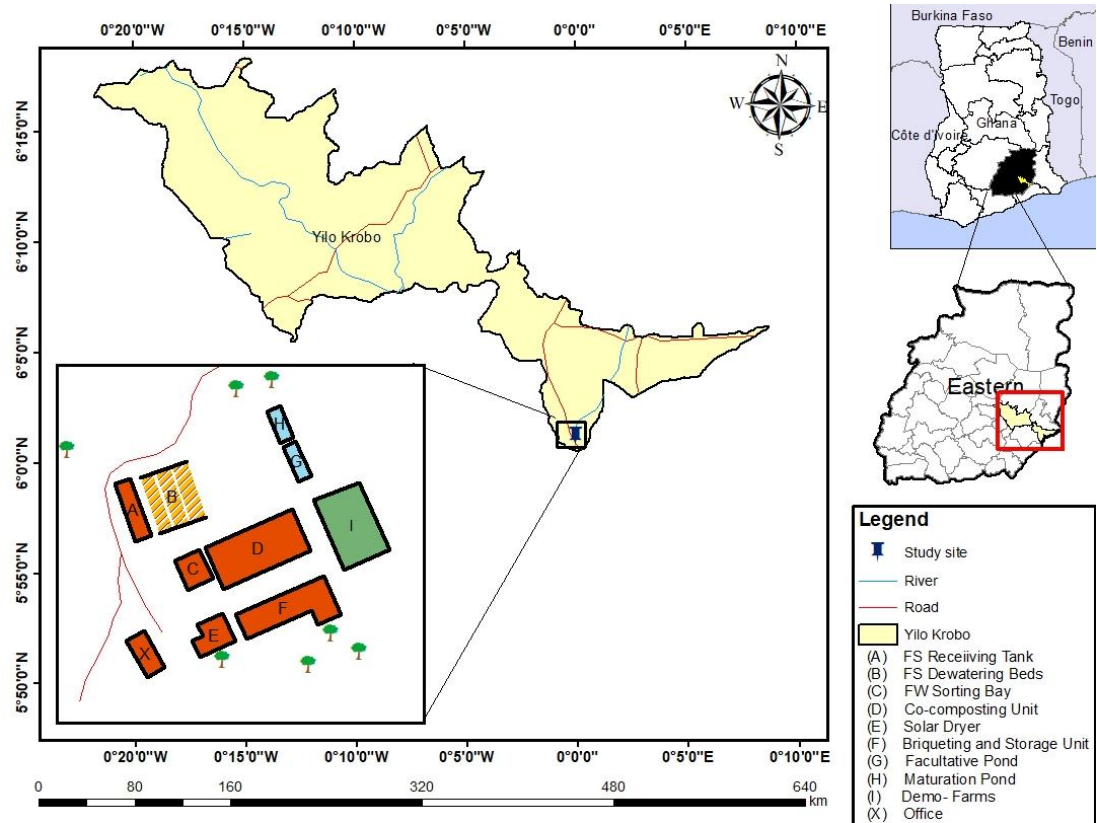 0°20'0"W 0°15'0"W 0°10'0"W 0°5'0"W 0°0'0" 0°5'0"E 0°10'0"E
6°15'0"N
6°10'0"N
6°5'0"N
6°0'0"N
5°55'0"N
5°50'0"N
N
W E
S
Yilo Krobo
H
G
A
B
I
D
C
F
E
X
0°20'0"W 0°15'0"W 0°10'0"W 0°5'0"W 0°0'0" 0°5'0"E 0°10'0"E
0 80 160 320 480 640
km
Burkina Faso
Benin
Togo
Ghana
Côte d'Ivoire
Eastern
Legend
Study site
River
Road
Yilo Krobo
(A) FS Receiiving Tank
(B) FS Dewatering Beds
(C) FW Sorting Bay
(D) Co-composting Unit
(E) Solar Dryer
(F) Briqueting and Storage Unit
(G) Facultative Pond
(H) Maturation Pond
(I) Demo- Farms
(X) Office